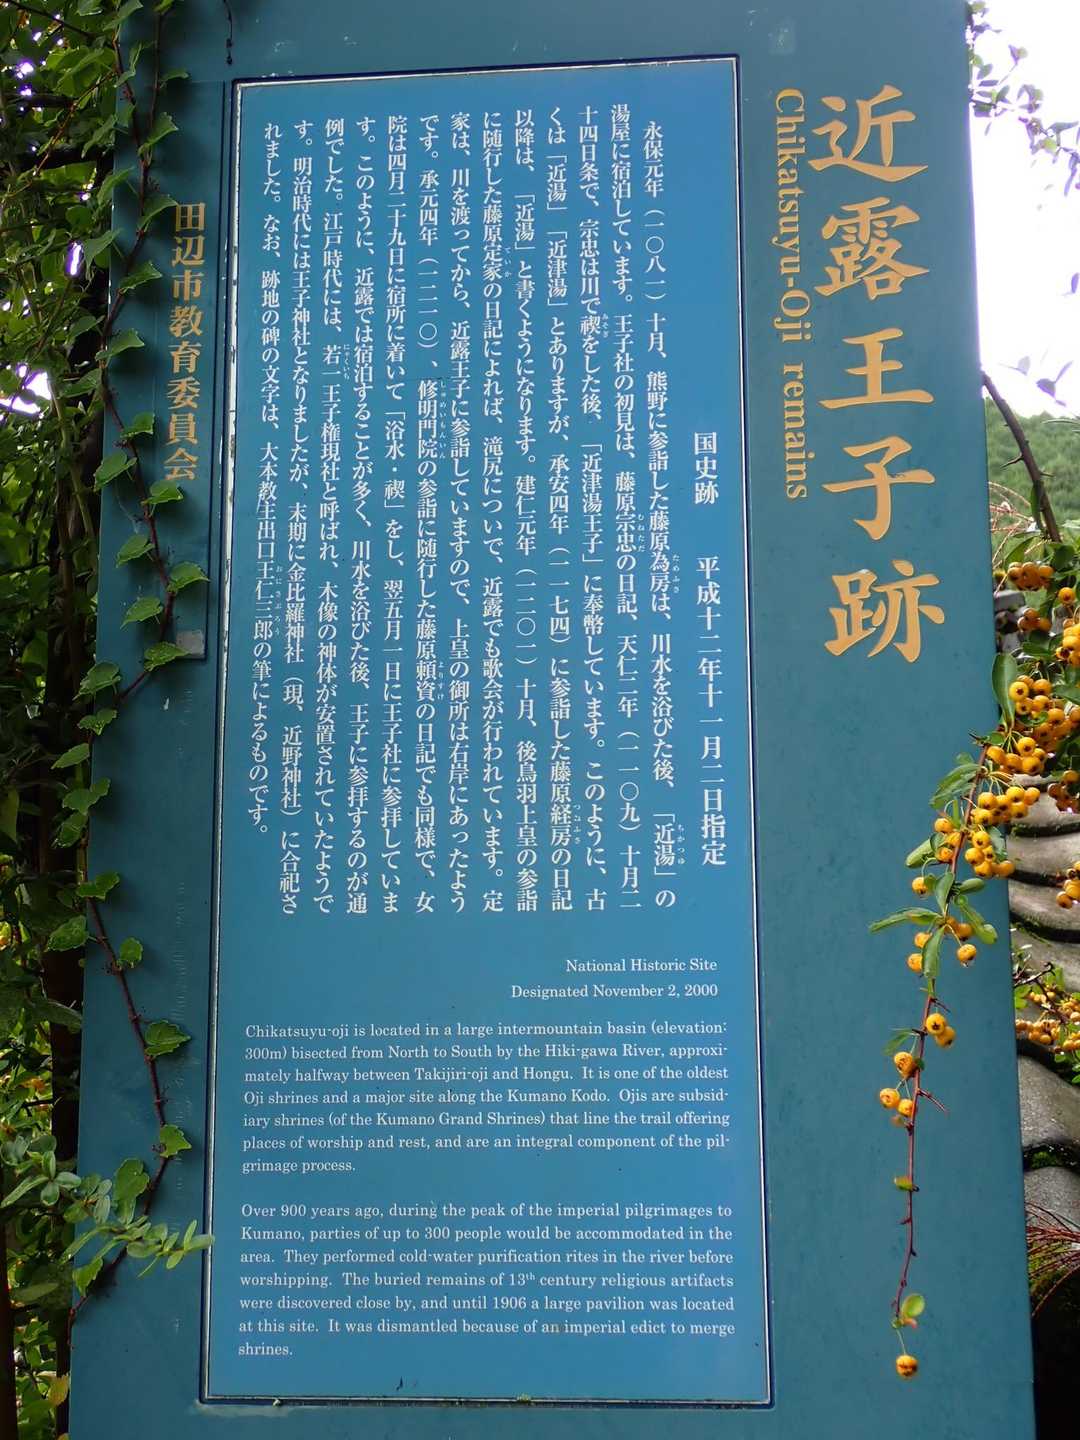 近露王子跡
Chikatsuyu-Oji remains
国史跡　平成十二年十一月二日指定
永保元年（一〇八一）十月、熊野に参詣した藤原為房は、川水を浴びた後、「近湯」の
湯屋に宿泊しています。王子社の初見は、藤原宗忠の日記、天仁二年（一一〇九）十月二
十四日条で、宗忠は川で禊をした後、「近津湯王子」に奉幣しています。このように、古
くは「近湯」「近津湯」とありますが、承安四年（一一七四）に参詣した藤原経房の日記
以降は、「近湯」と書くようになります。建仁元年（一二〇一）十月、後鳥羽上皇の参詣
に随行した藤原定家の日記によれば、滝尻についで、近露でも歌会が行われています。定
家は、川を渡ってから、近露王子に参詣していますので、上皇の御所は右岸にあったよう
です。承元四年（一二一〇）、修明門院の参詣に随行した藤原頼資の日記でも同様で、女
院は四月二十九日に宿所に着いて「浴水・禊」をし、翌五月一日に王子社に参拝していま
す。このように、近露では宿泊することが多く、川水を浴びた後、王子に参拝するのが通
例でした。江戸時代には、若一王子権現社と呼ばれ、木像の神体が安置されていたようで
す。明治時代には王子神社となりましたが、末期に金比羅神社（現、近野神社）に合祀さ
れました。なお、跡地の碑の文字は、大本教主出口王仁三郎の筆によるものです。
田辺市教育委員会
National Historic Site
Designated November 2, 2000
Chikatsuyu-oji is located in a large intermountain basin (elevation:
300m) bisected from North to South by the Hiki-gawa River, approxi-
mately halfway between Takijiri-oji and Hongu. It is one of the oldest
Oji shrines and a major site along the Kumano Kodo. Ojis are subsid-
iary shrines (of the Kumano Grand Shrines) that line the trail offering
places of worship and rest, and are an integral component of the pil-
grimage process.
Over 900 years ago, during the peak of the imperial pilgrimages to
Kumano, parties of up to 300 people would be accommodated in the
area. They performed cold-water purification rites in the river before
worshipping. The buried remains of 13th century religious artifacts
were discovered close by, and until 1906 a large pavilion was located
at this site. It was dismantled because of an imperial edict to merge
shrines.